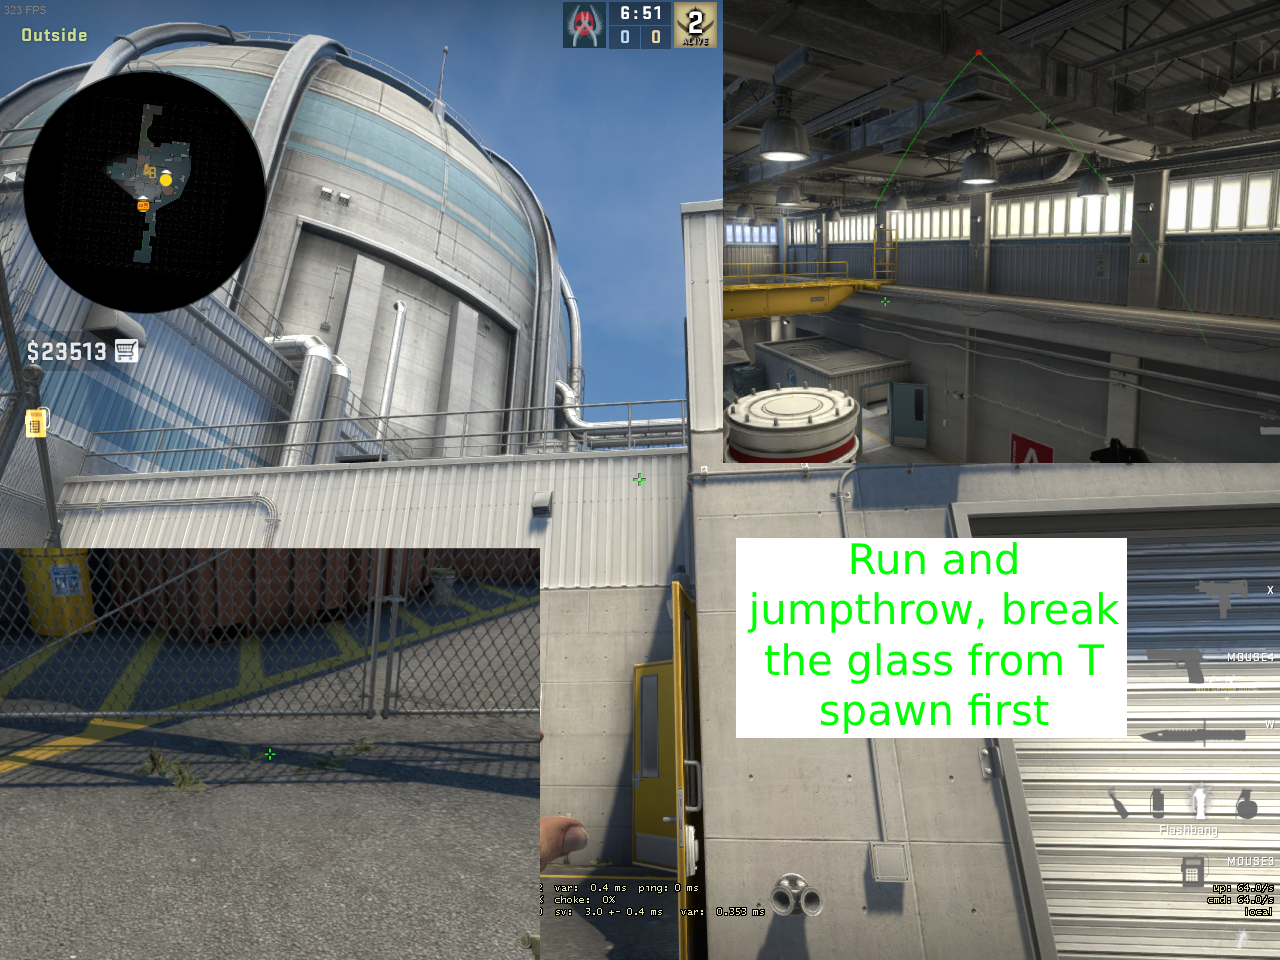 323 FPS
Outside
6:51
0 0
2
ALIVE
$23513
Run and
jumpthrow, break
the glass from T
spawn first
X
MOUSE4
W
Flashbang
MOUSE3
var: 0.4 ms ping: 0 ms
choke: 0%
sv: 3.0 +- 0.4 ms var: 0.353 ms
up: 64.0/s
cmd: 64.0/s
local